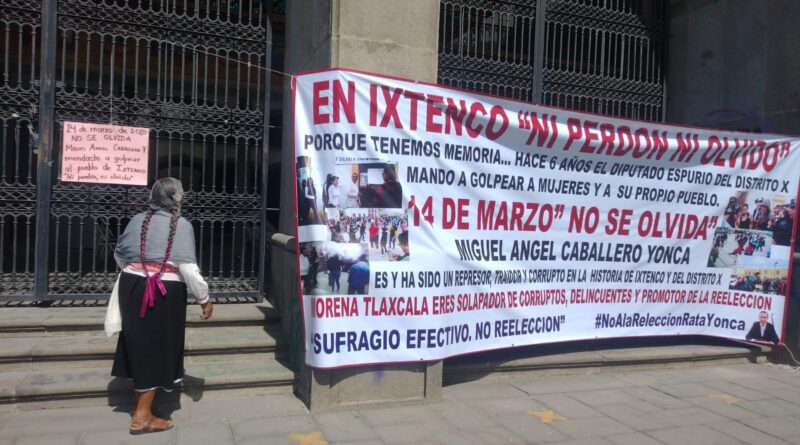 14 de marzo de 2019
NO SE OLVIDA
MIGUEL ANGEL CABALLERO Y
mandaste a golpear
al pueblo de IXTENCO
"Ni perdón, ni olvido"
EN IXTENCO "NI PERDON NI OLVIDO"
PORQUE TENEMOS MEMORIA... HACE 6 AÑOS EL DIPUTADO ESPURIO DEL DISTRITO X
MANDO A GOLPEAR A MUJERES Y A SU PROPIO PUEBLO.
"14 DE MARZO" NO SE OLVIDA"
MIGUEL ANGEL CABALLERO YONCA
ES Y HA SIDO UN REPRESOR, TRAIDOR Y CORRUPTO EN LA HISTORIA DE IXTENCO Y DEL DISTRITO X
MORENA TLAXCALA ERES SOLAPADOR DE CORRUPTOS, DELINCUENTES Y PROMOTOR DE LA REELECCION
"SUFRAGIO EFECTIVO. NO REELECCION"
#NoAlaReleccionRataYonca